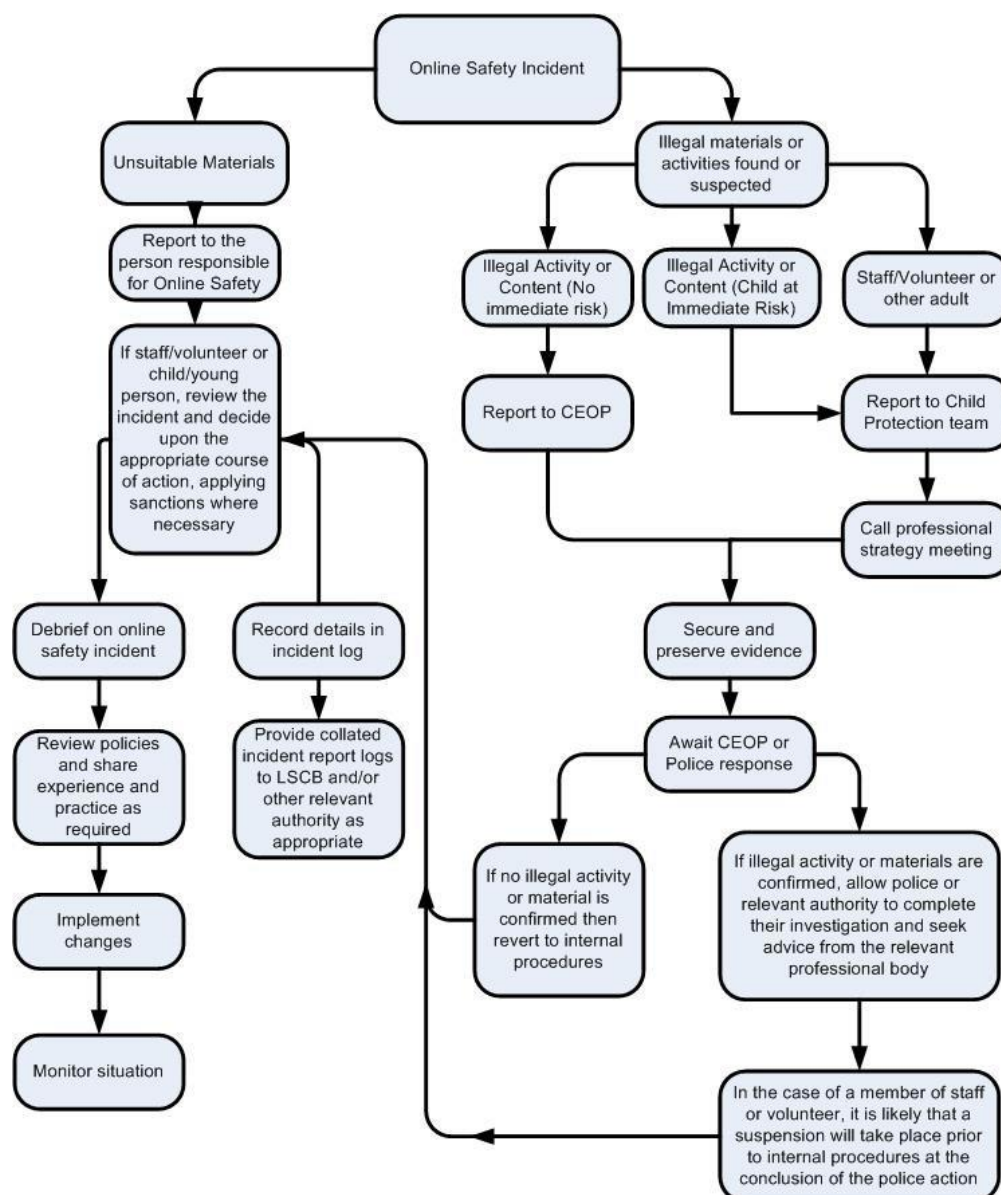 Online Safety Incident
Unsuitable Materials
Report to the
person responsible
for Online Safety
If staff/volunteer or
child/young
person, review the
incident and decide
upon the
appropriate course
of action, applying
sanctions where
necessary
Debrief on online
safety incident
Review policies
and share
experience and
practice as
required
Implement
changes
Monitor situation
Record details in
incident log
Provide collated
incident report logs
to LSCB and/or
other relevant
authority as
appropriate
Illegal materials or
activities found or
suspected
Illegal Activity or
Content (No
immediate risk)
Illegal Activity or
Content (Child at
Immediate Risk)
Staff/Volunteer or
other adult
Report to CEOP
Report to Child
Protection team
Call professional
strategy meeting
Secure and
preserve evidence
Await CEOP or
Police response
If no illegal activity
or material is
confirmed then
revert to internal
procedures
If illegal activity or materials are
confirmed, allow police or
relevant authority to complete
their investigation and seek
advice from the relevant
professional body
In the case of a member of staff
or volunteer, it is likely that a
suspension will take place prior
to internal procedures at the
conclusion of the police action